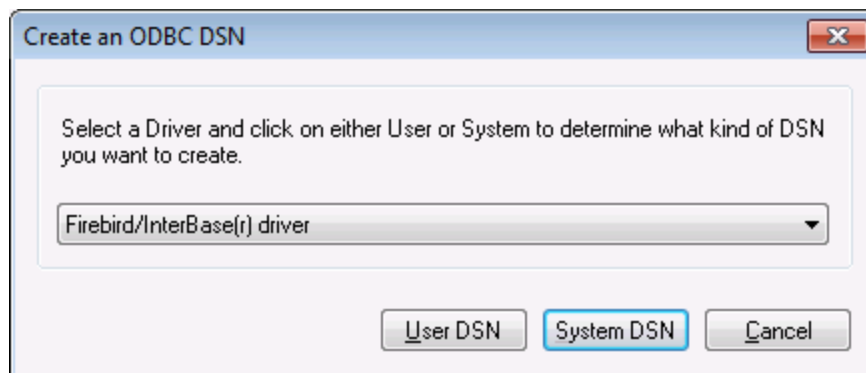 Create an ODBC DSN
Select a Driver and click on either User or System to determine what kind of DSN
you want to create.
Firebird/InterBase(r) driver
User DSN
System DSN
Cancel